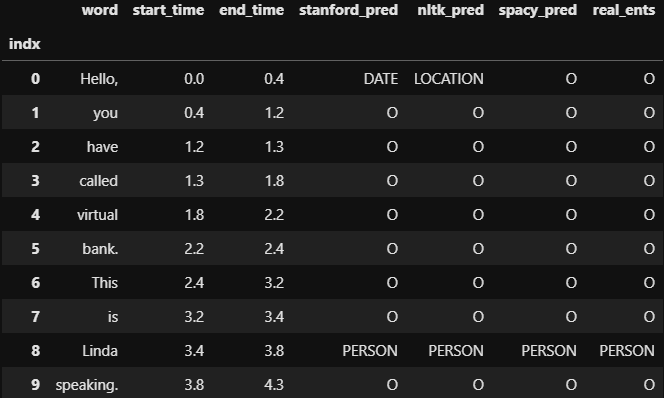 word start_time end_time stanford_pred nltk_pred spacy_pred real_ents
indx
0 Hello, 0.0 0.4 DATE LOCATION O O
1 you 0.4 1.2 O O O O
2 have 1.2 1.3 O O O O
3 called 1.3 1.8 O O O O
4 virtual 1.8 2.2 O O O O
5 bank. 2.2 2.4 O O O O
6 This 2.4 3.2 O O O O
7 is 3.2 3.4 O O O O
8 Linda 3.4 3.8 PERSON PERSON PERSON PERSON
9 speaking. 3.8 4.3 O O O O